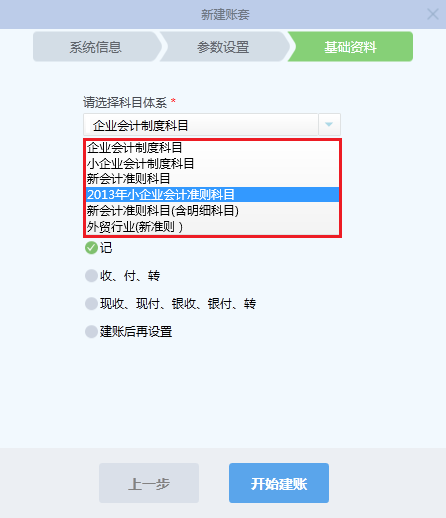 新建账套
系统信息
参数设置
基础资料
请选择科目体系 *
企业会计制度科目
企业会计制度科目
小企业会计制度科目
新会计准则科目
2013年小企业会计准则科目
新会计准则科目(含明细科目)
外贸行业(新准则 )
记
收、付、转
现收、现付、银收、银付、转
建账后再设置
上一步
开始建账